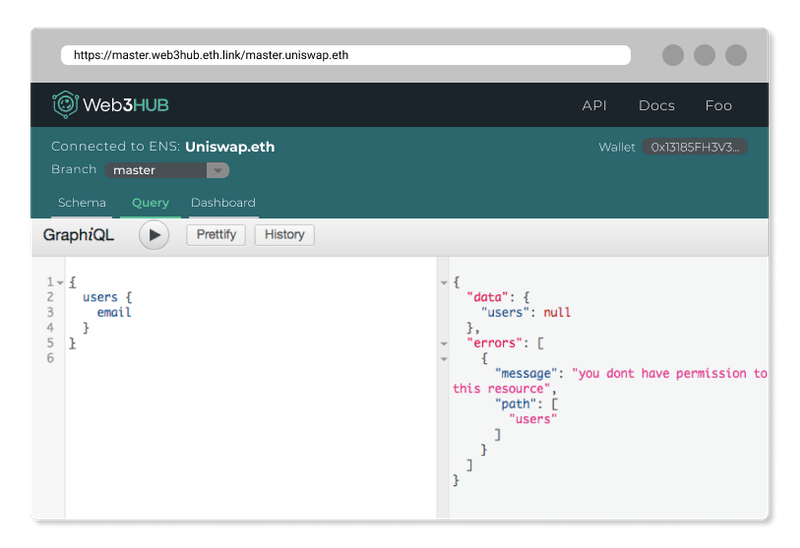 https://master.web3hub.eth.link/master.uniswap.eth
Web3HUB
API Docs Foo
Connected to ENS: Uniswap.eth
Wallet 0x13185FH3V3...
Branch master
Schema Query Dashboard
GraphiQL Prettify History
1 {
2 users {
3 email
4 }
5 }
6
{
"data": {
"users": null
},
"errors": [
{
"message": "you dont have permission to
this resource",
"path": [
"users"
]
}
]
}